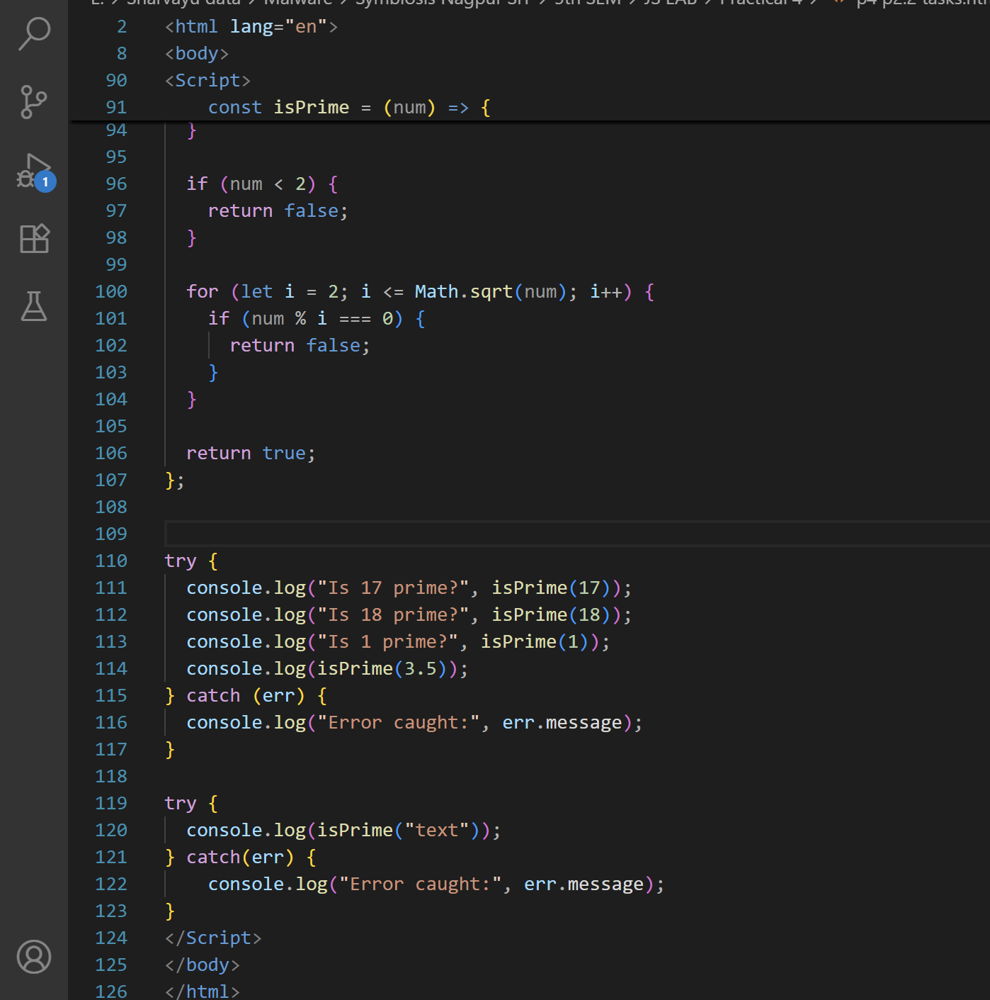 E: > Sharvayu data > Malware > Symbiosis Nagpur SIT > 5th SEM > JS LAB > Practical 4 > <> p4 p2.2 tasks.htm
2 <html lang="en">
8 <body>
90 <Script>
91 const isPrime = (num) => {
94 }
95
96 if (num < 2) {
97 return false;
98 }
99
100 for (let i = 2; i <= Math.sqrt(num); i++) {
101 if (num % i === 0) {
102 return false;
103 }
104 }
105
106 return true;
107 };
108
109
110 try {
111 console.log("Is 17 prime?", isPrime(17));
112 console.log("Is 18 prime?", isPrime(18));
113 console.log("Is 1 prime?", isPrime(1));
114 console.log(isPrime(3.5));
115 } catch (err) {
116 console.log("Error caught:", err.message);
117 }
118
119 try {
120 console.log(isPrime("text"));
121 } catch(err) {
122 console.log("Error caught:", err.message);
123 }
124 </Script>
125 </body>
126 </html>
1